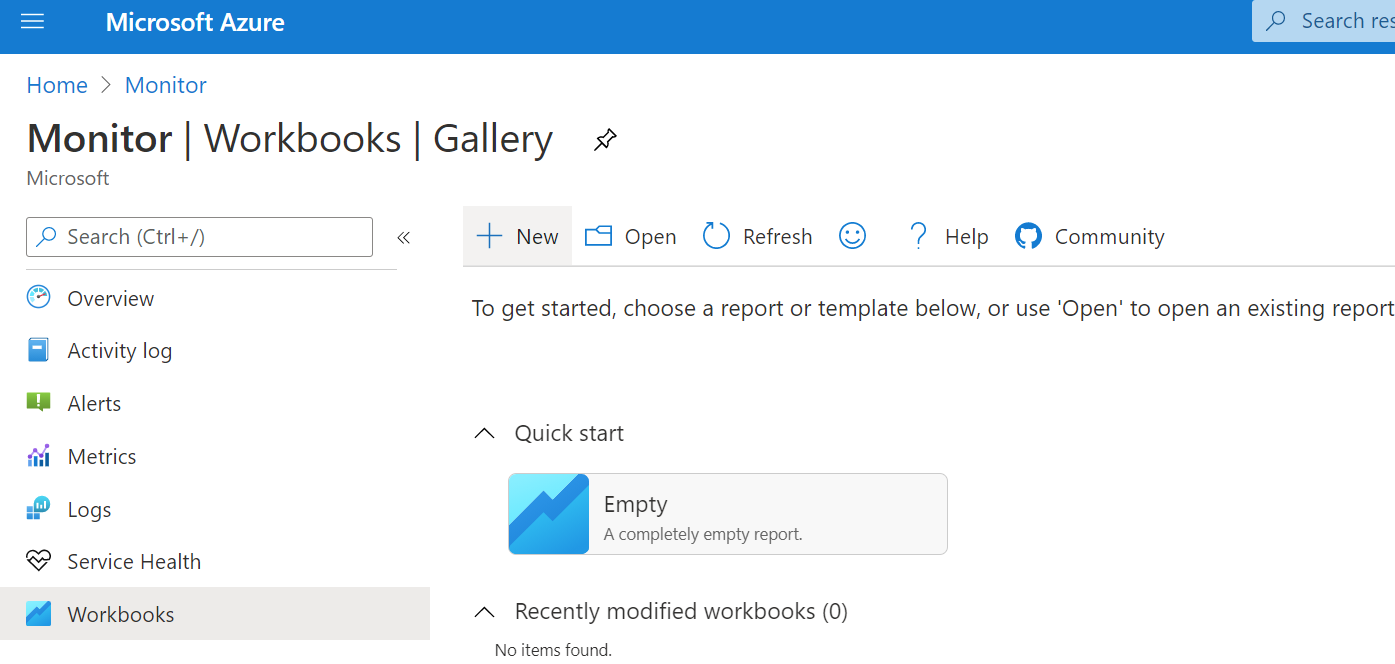 Microsoft Azure
Search res
Home > Monitor
Monitor | Workbooks | Gallery
Microsoft
Search (Ctrl+/)
«
New Open Refresh Help Community
Overview
Activity log
Alerts
Metrics
Logs
Service Health
Workbooks
To get started, choose a report or template below, or use 'Open' to open an existing report
Quick start
Empty
A completely empty report.
Recently modified workbooks (0)
No items found.